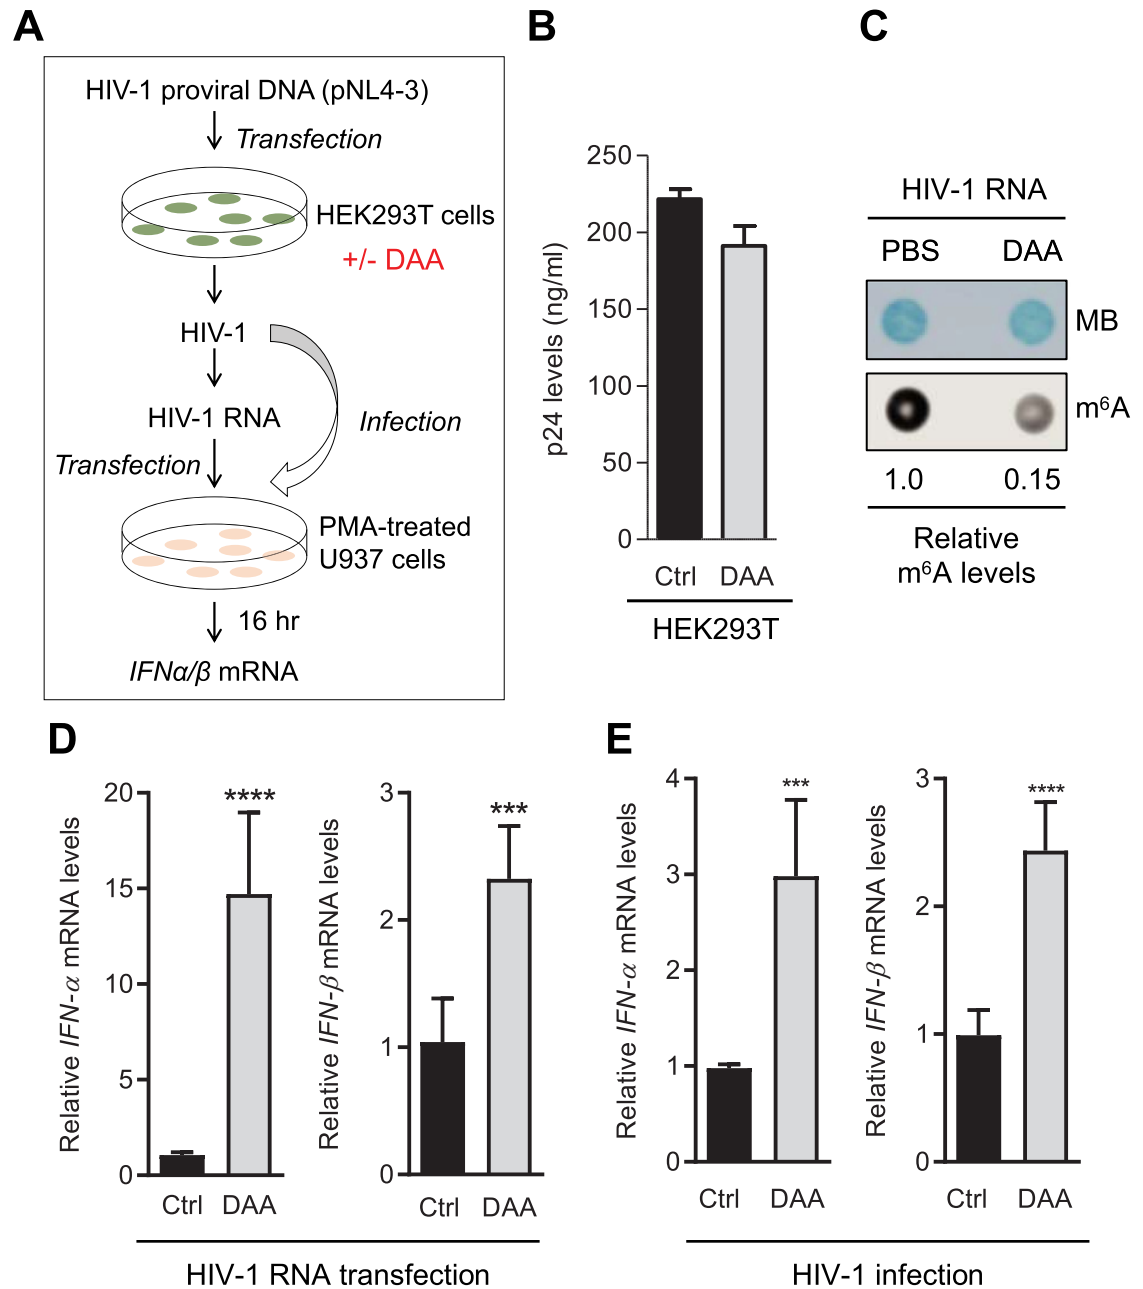 A
HIV-1 proviral DNA (pNL4-3)
Transfection
HEK293T cells
+/- DAA
HIV-1
HIV-1 RNA
Infection
Transfection
PMA-treated
U937 cells
16 hr
IFNα/β mRNA
B
p24 levels (ng/ml)
250
200
150
100
50
0
Ctrl DAA
HEK293T
C
HIV-1 RNA
PBS DAA
MB
m⁶A
1.0 0.15
Relative
m⁶A levels
D
Relative IFN-α mRNA levels
20
15
10
5
0
****
Ctrl DAA
Relative IFN-β mRNA levels
3
2
1
0
***
Ctrl DAA
HIV-1 RNA transfection
E
Relative IFN-α mRNA levels
4
3
2
1
0
***
Ctrl DAA
Relative IFN-β mRNA levels
3
2
1
0
****
Ctrl DAA
HIV-1 infection